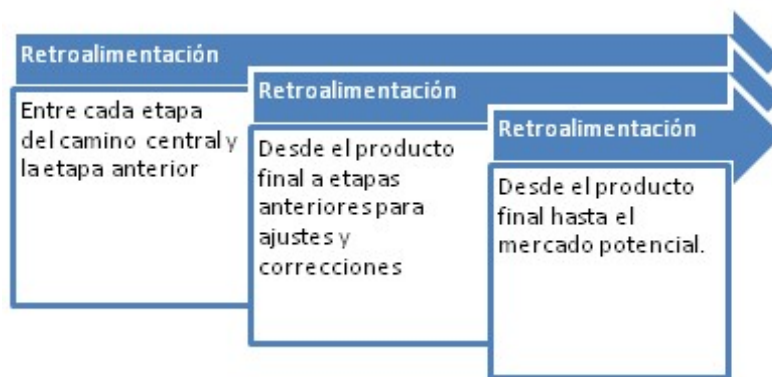 Retroalimentación
Entre cada etapa
del camino central y
la etapa anterior
Retroalimentación
Desde el producto
final a etapas
anteriores para
ajustes y
correcciones
Retroalimentación
Desde el producto
final hasta el
mercado potencial.